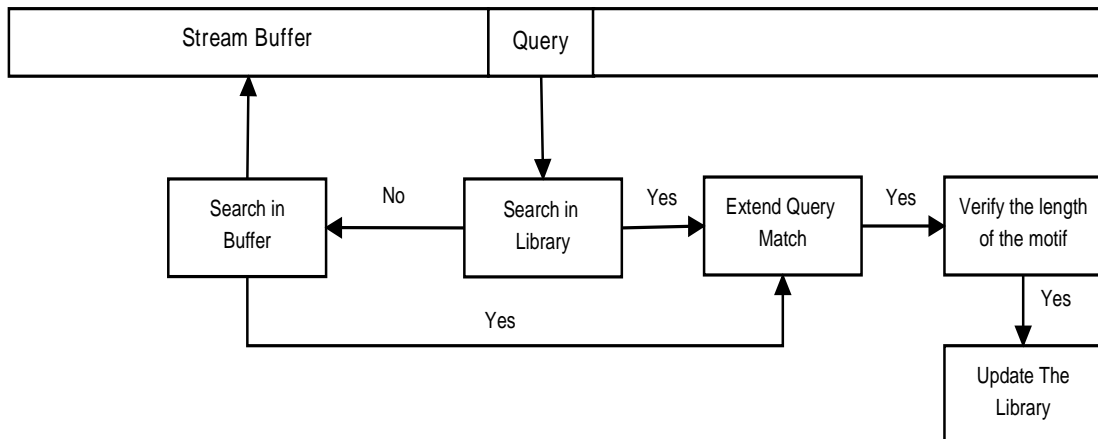 Stream Buffer
Query
No
Yes
Yes
Search in
Buffer
Search in
Library
Extend Query
Match
Verify the length
of the motif
Yes
Yes
Update The
Library